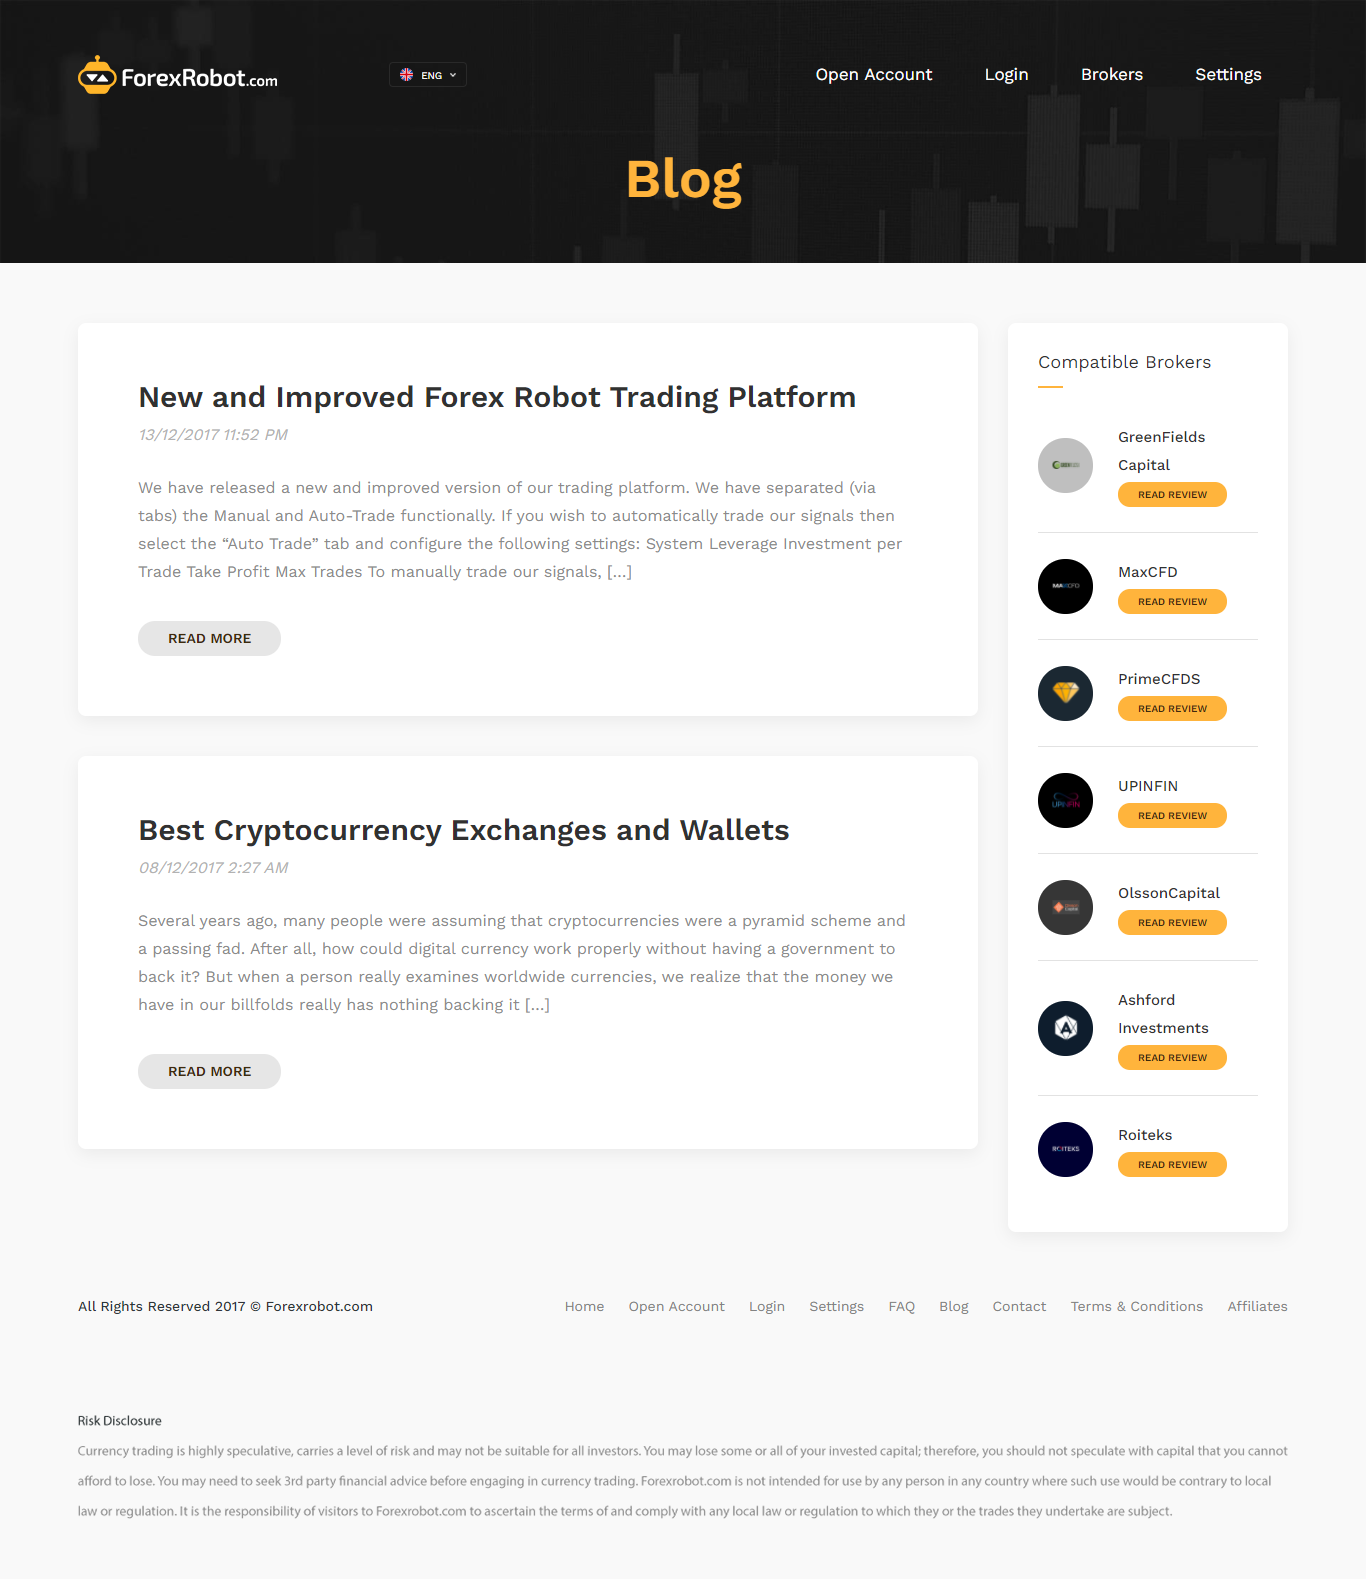 ForexRobot.com
ENG
Open Account
Login
Brokers
Settings
Blog
New and Improved Forex Robot Trading Platform
13/12/2017 11:52 PM
We have released a new and improved version of our trading platform. We have separated (via
tabs) the Manual and Auto-Trade functionally. If you wish to automatically trade our signals then
select the “Auto Trade” tab and configure the following settings: System Leverage Investment per
Trade Take Profit Max Trades To manually trade our signals, [...]
READ MORE
Best Cryptocurrency Exchanges and Wallets
08/12/2017 2:27 AM
Several years ago, many people were assuming that cryptocurrencies were a pyramid scheme and
a passing fad. After all, how could digital currency work properly without having a government to
back it? But when a person really examines worldwide currencies, we realize that the money we
have in our billfolds really has nothing backing it [...]
READ MORE
Compatible Brokers
GreenFields
Capital
READ REVIEW
MAXCFD
MaxCFD
READ REVIEW
PrimeCFDS
READ REVIEW
UPINFIN
UPINFIN
READ REVIEW
OlssonCapital
READ REVIEW
A
Ashford
Investments
READ REVIEW
ROITEKS
Roiteks
READ REVIEW
All Rights Reserved 2017 © Forexrobot.com
Home
Open Account
Login
Settings
FAQ
Blog
Contact
Terms & Conditions
Affiliates
Risk Disclosure
Currency trading is highly speculative, carries a level of risk and may not be suitable for all investors. You may lose some or all of your invested capital; therefore, you should not speculate with capital that you cannot
afford to lose. You may need to seek 3rd party financial advice before engaging in currency trading. Forexrobot.com is not intended for use by any person in any country where such use would be contrary to local
law or regulation. It is the responsibility of visitors to Forexrobot.com to ascertain the terms of and comply with any local law or regulation to which they or the trades they undertake are subject.